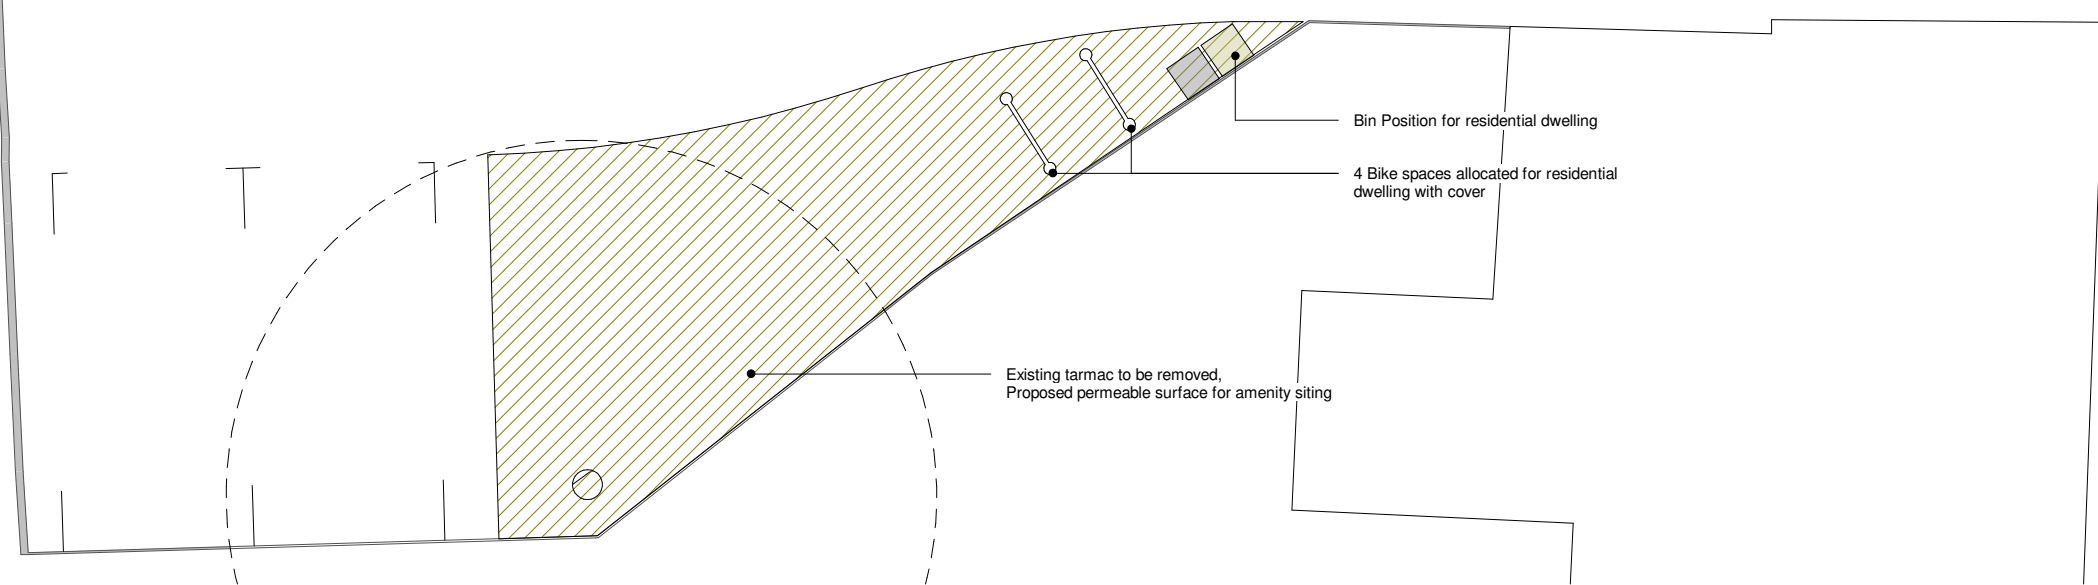 Bin Position for residential dwelling
4 Bike spaces allocated for residential
dwelling with cover
Existing tarmac to be removed,
Proposed permeable surface for amenity siting